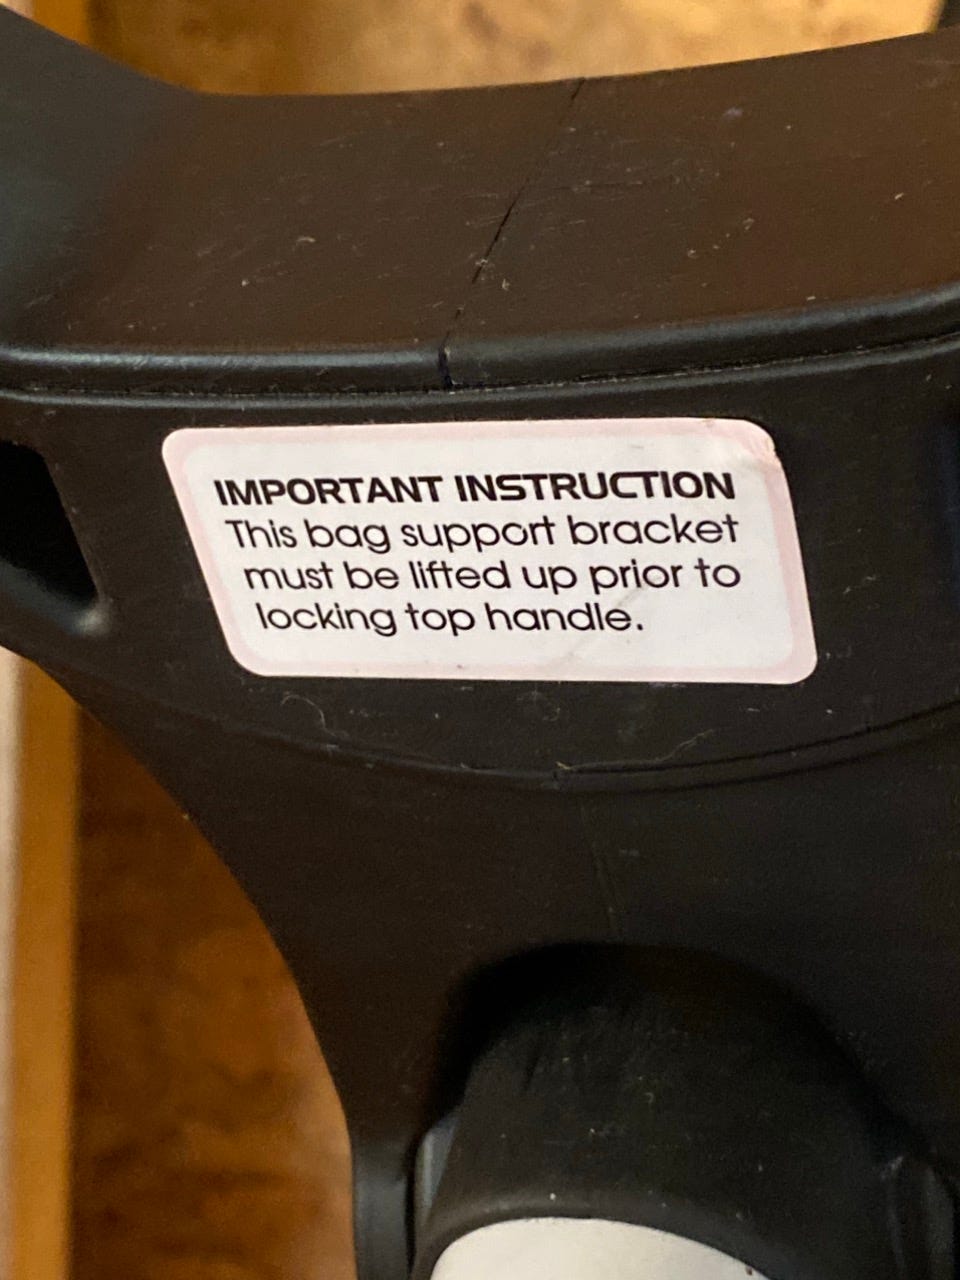 IMPORTANT INSTRUCTION
This bag support bracket
must be lifted up prior to
locking top handle.